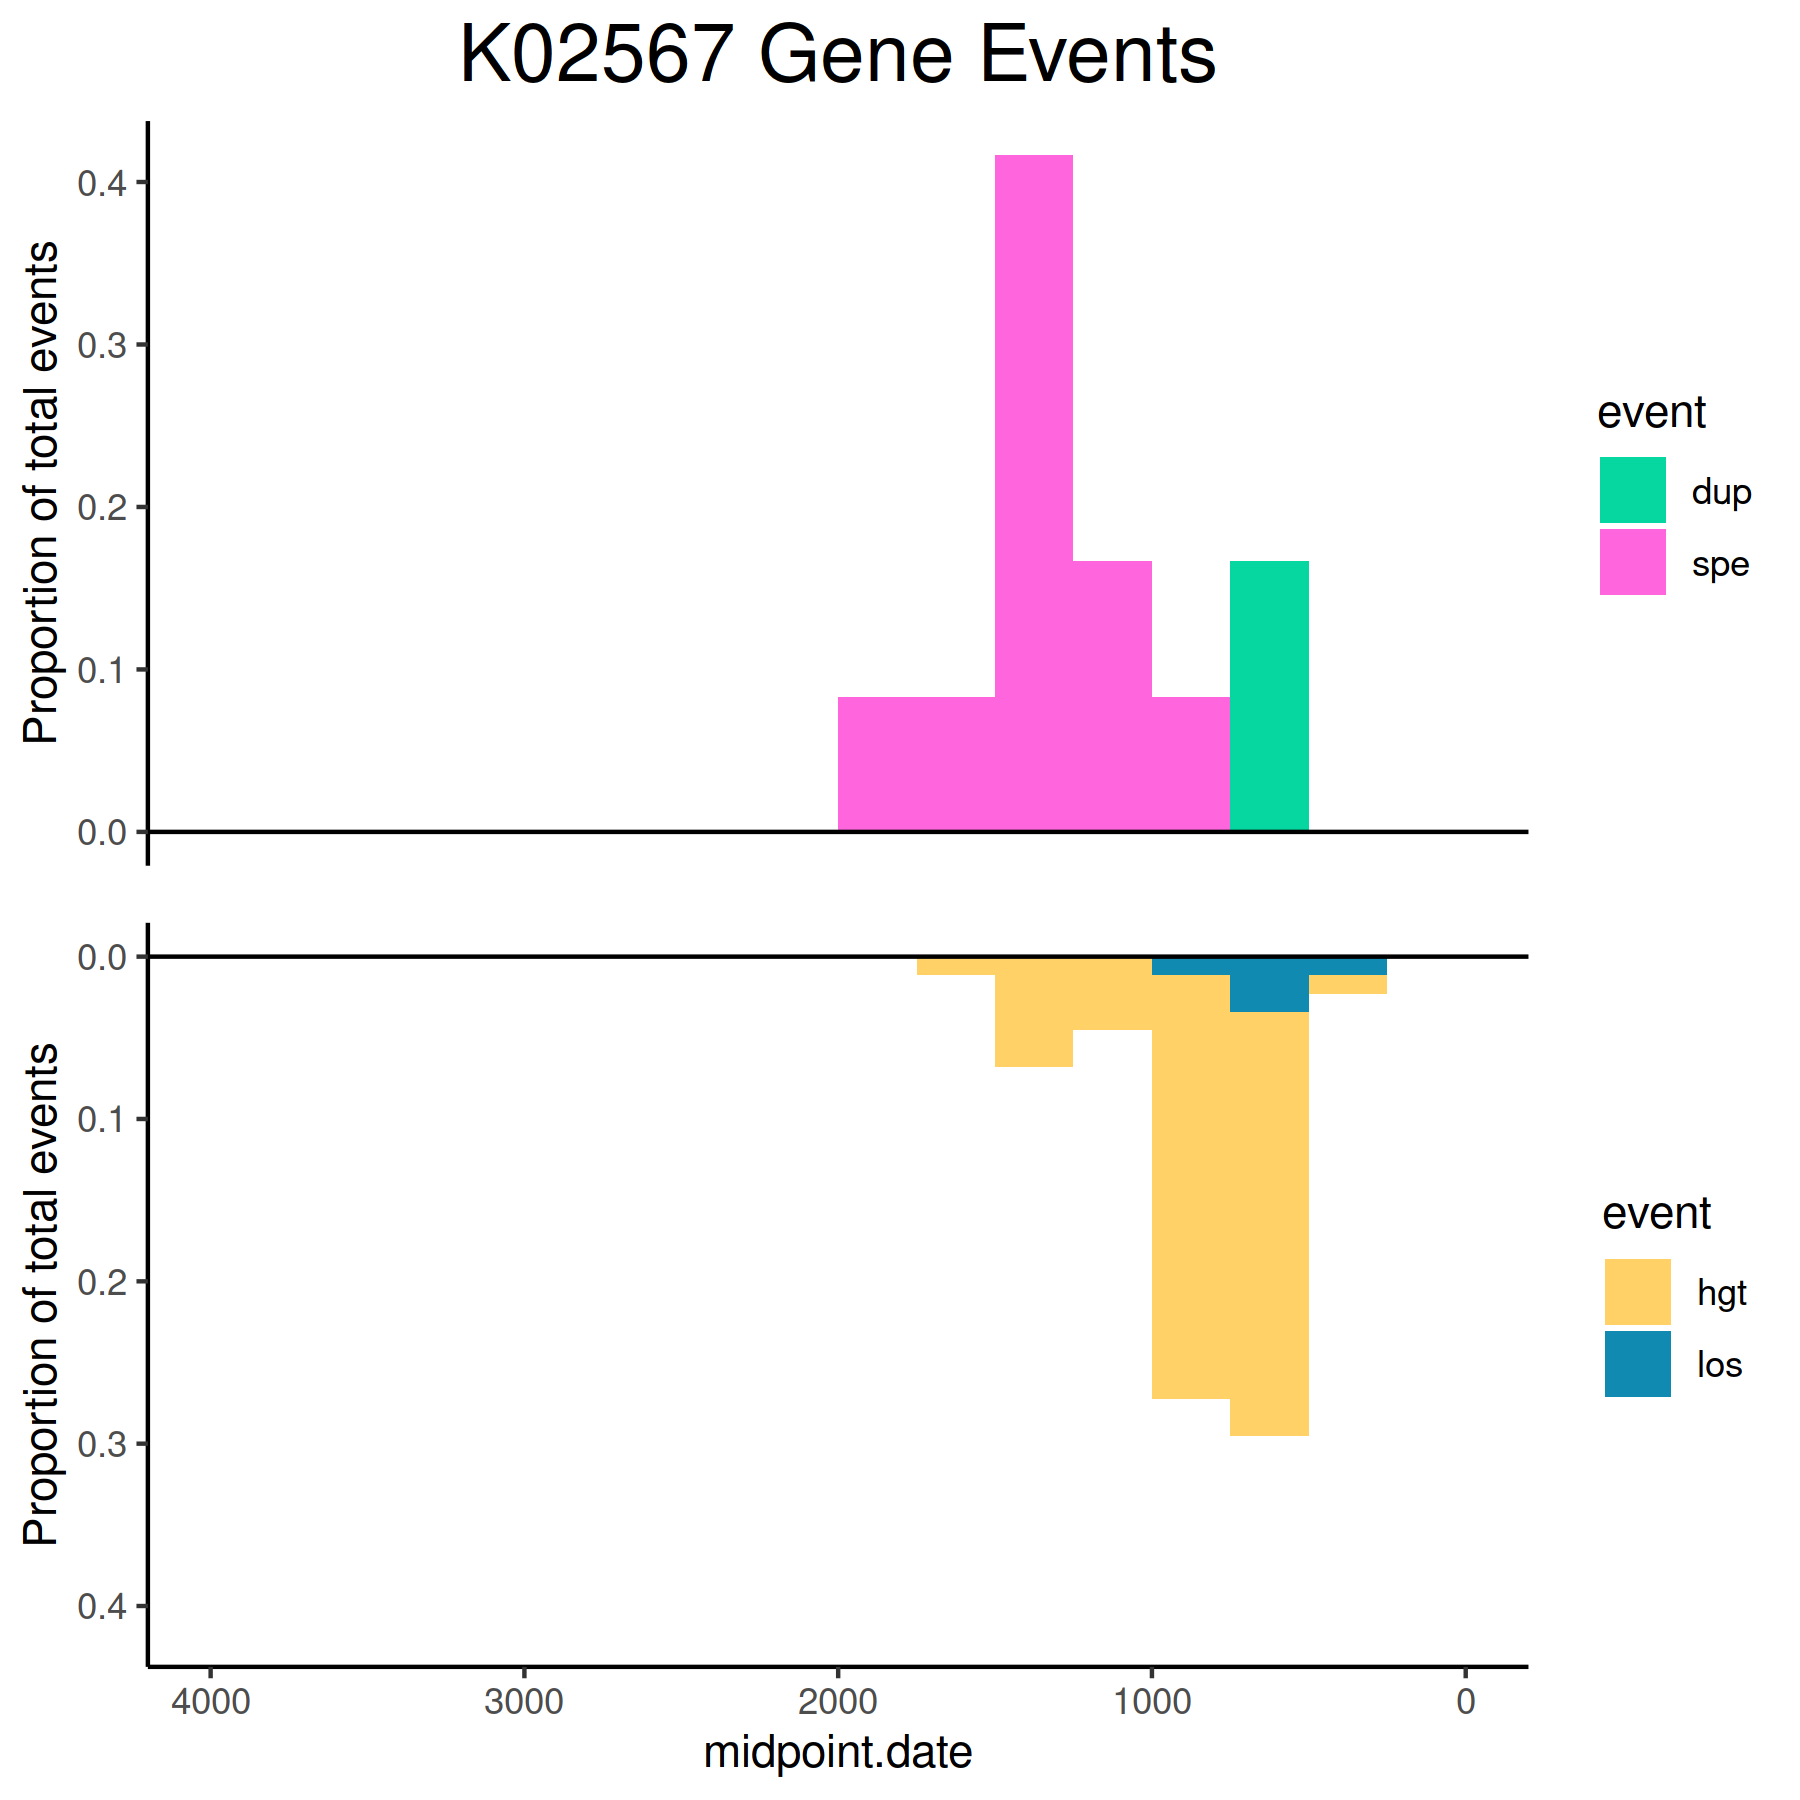 K02567 Gene Events
Proportion of total events
0.4
0.3
0.2
0.1
0.0
event
dup
spe
Proportion of total events
0.0
0.1
0.2
0.3
0.4
event
hgt
los
4000 3000 2000 1000 0
midpoint.date